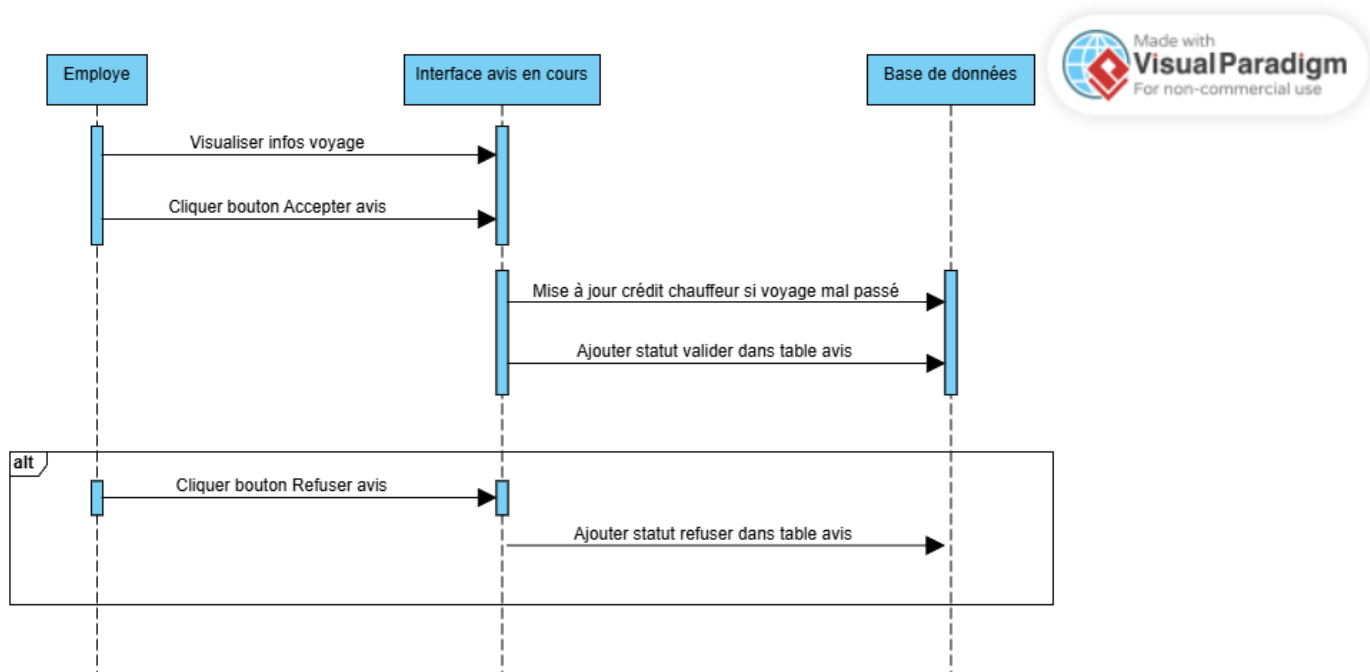 Made with
VisualParadigm
For non-commercial use
Employe
Interface avis en cours
Base de données
Visualiser infos voyage
Cliquer bouton Accepter avis
Mise à jour crédit chauffeur si voyage mal passé
Ajouter statut valider dans table avis
alt
Cliquer bouton Refuser avis
Ajouter statut refuser dans table avis